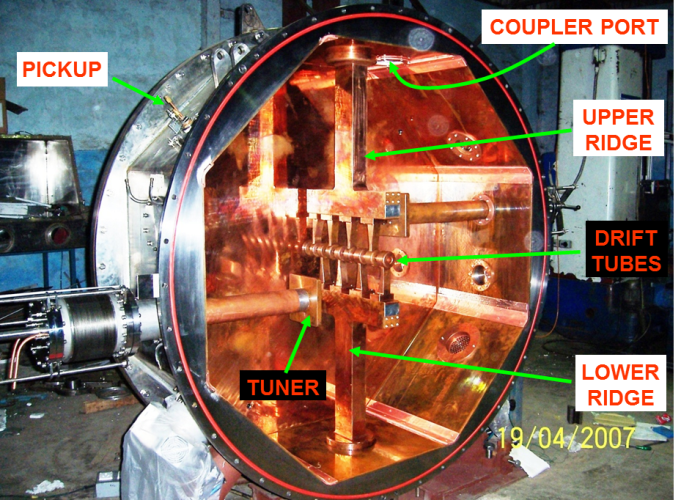 COUPLER PORT
PICKUP
UPPER
RIDGE
DRIFT
TUBES
TUNER
LOWER
RIDGE
19/04/2007